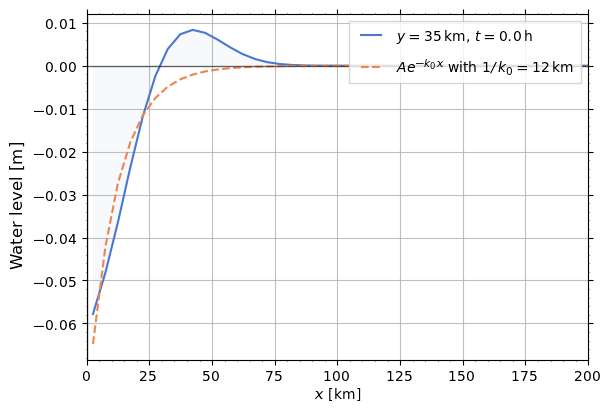 0.01
0.00
−0.01
−0.02
−0.03
−0.04
−0.05
−0.06
Water level [m]
y = 35 km, t = 0.0 h
Ae^{−k₀x} with 1/k₀ = 12 km
0 25 50 75 100 125 150 175 200
x [km]